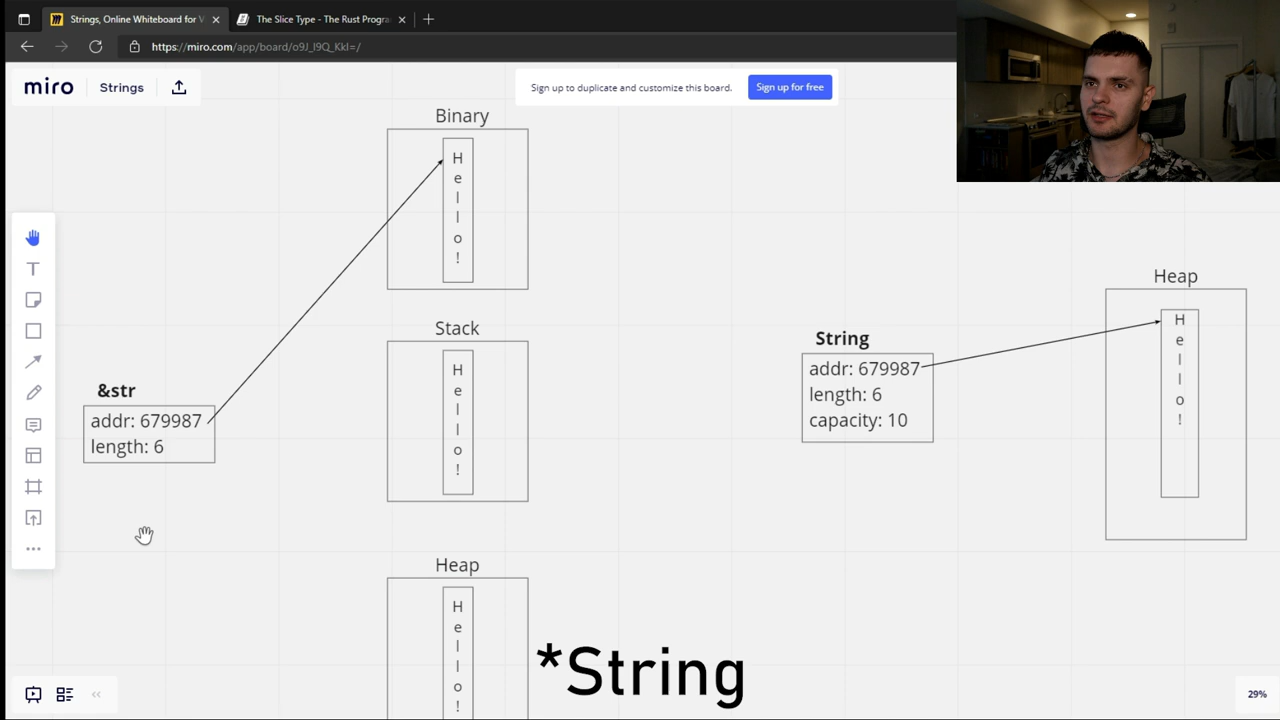 Strings, Online Whiteboard for V
The Slice Type - The Rust Progra
https://miro.com/app/board/o9J_l9Q_KkI=/
miro
Strings
Sign up to duplicate and customize this board.
Sign up for free
Binary
H
e
l
l
o
!
Stack
H
e
l
l
o
!
&str
addr: 679987
length: 6
Heap
H
e
l
l
o
String
addr: 679987
length: 6
capacity: 10
Heap
H
e
l
l
o
!
*String
29%